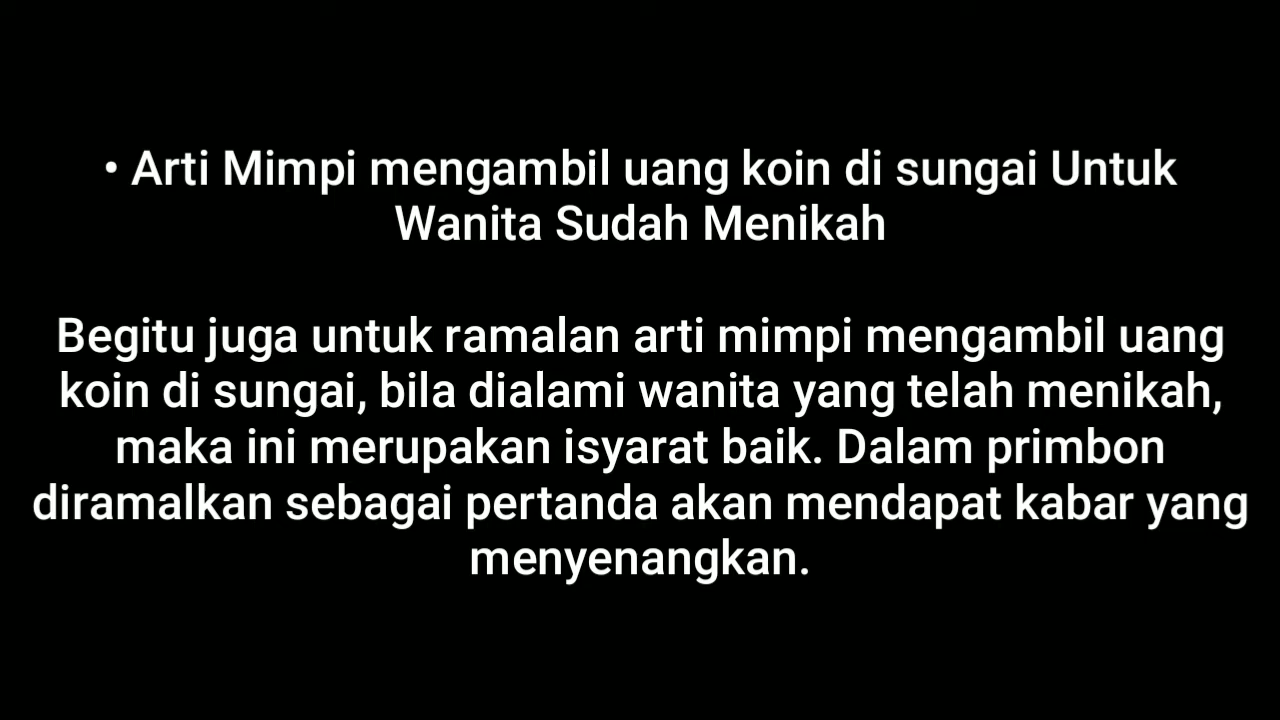 • Arti Mimpi mengambil uang koin di sungai Untuk
Wanita Sudah Menikah
Begitu juga untuk ramalan arti mimpi mengambil uang
koin di sungai, bila dialami wanita yang telah menikah,
maka ini merupakan isyarat baik. Dalam primbon
diramalkan sebagai pertanda akan mendapat kabar yang
menyenangkan.